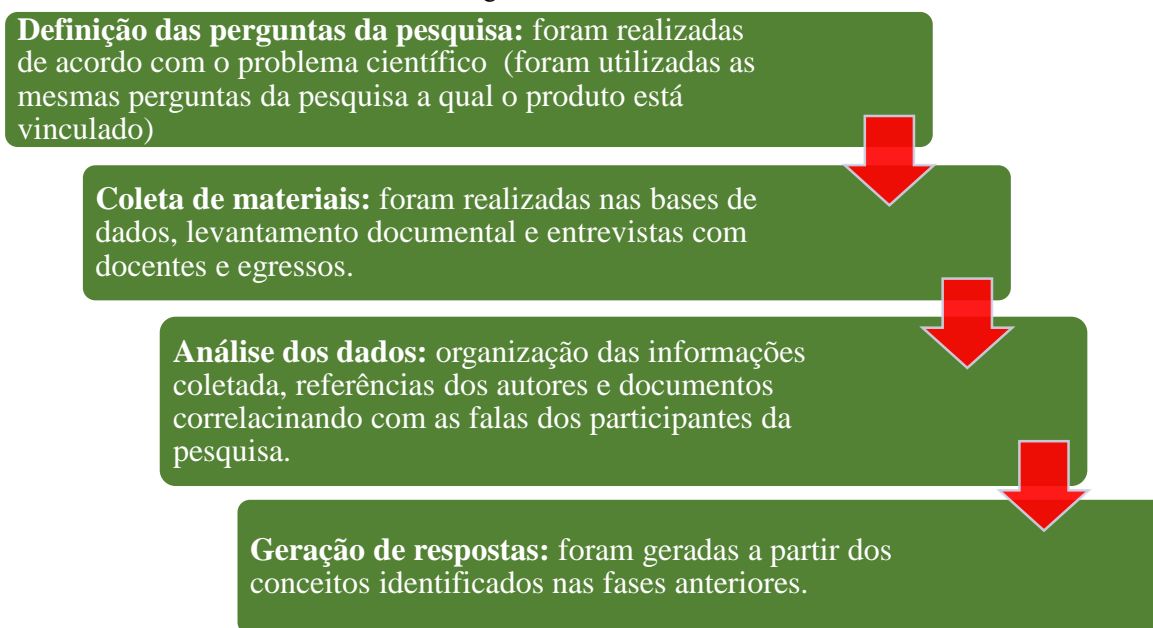 Definição das perguntas da pesquisa: foram realizadas
de acordo com o problema científico (foram utilizadas as
mesmas perguntas da pesquisa a qual o produto está
vinculado)
Coleta de materiais: foram realizadas nas bases de
dados, levantamento documental e entrevistas com
docentes e egressos.
Análise dos dados: organização das informações
coletada, referências dos autores e documentos
correlacinando com as falas dos participantes da
pesquisa.
Geração de respostas: foram geradas a partir dos
conceitos identificados nas fases anteriores.